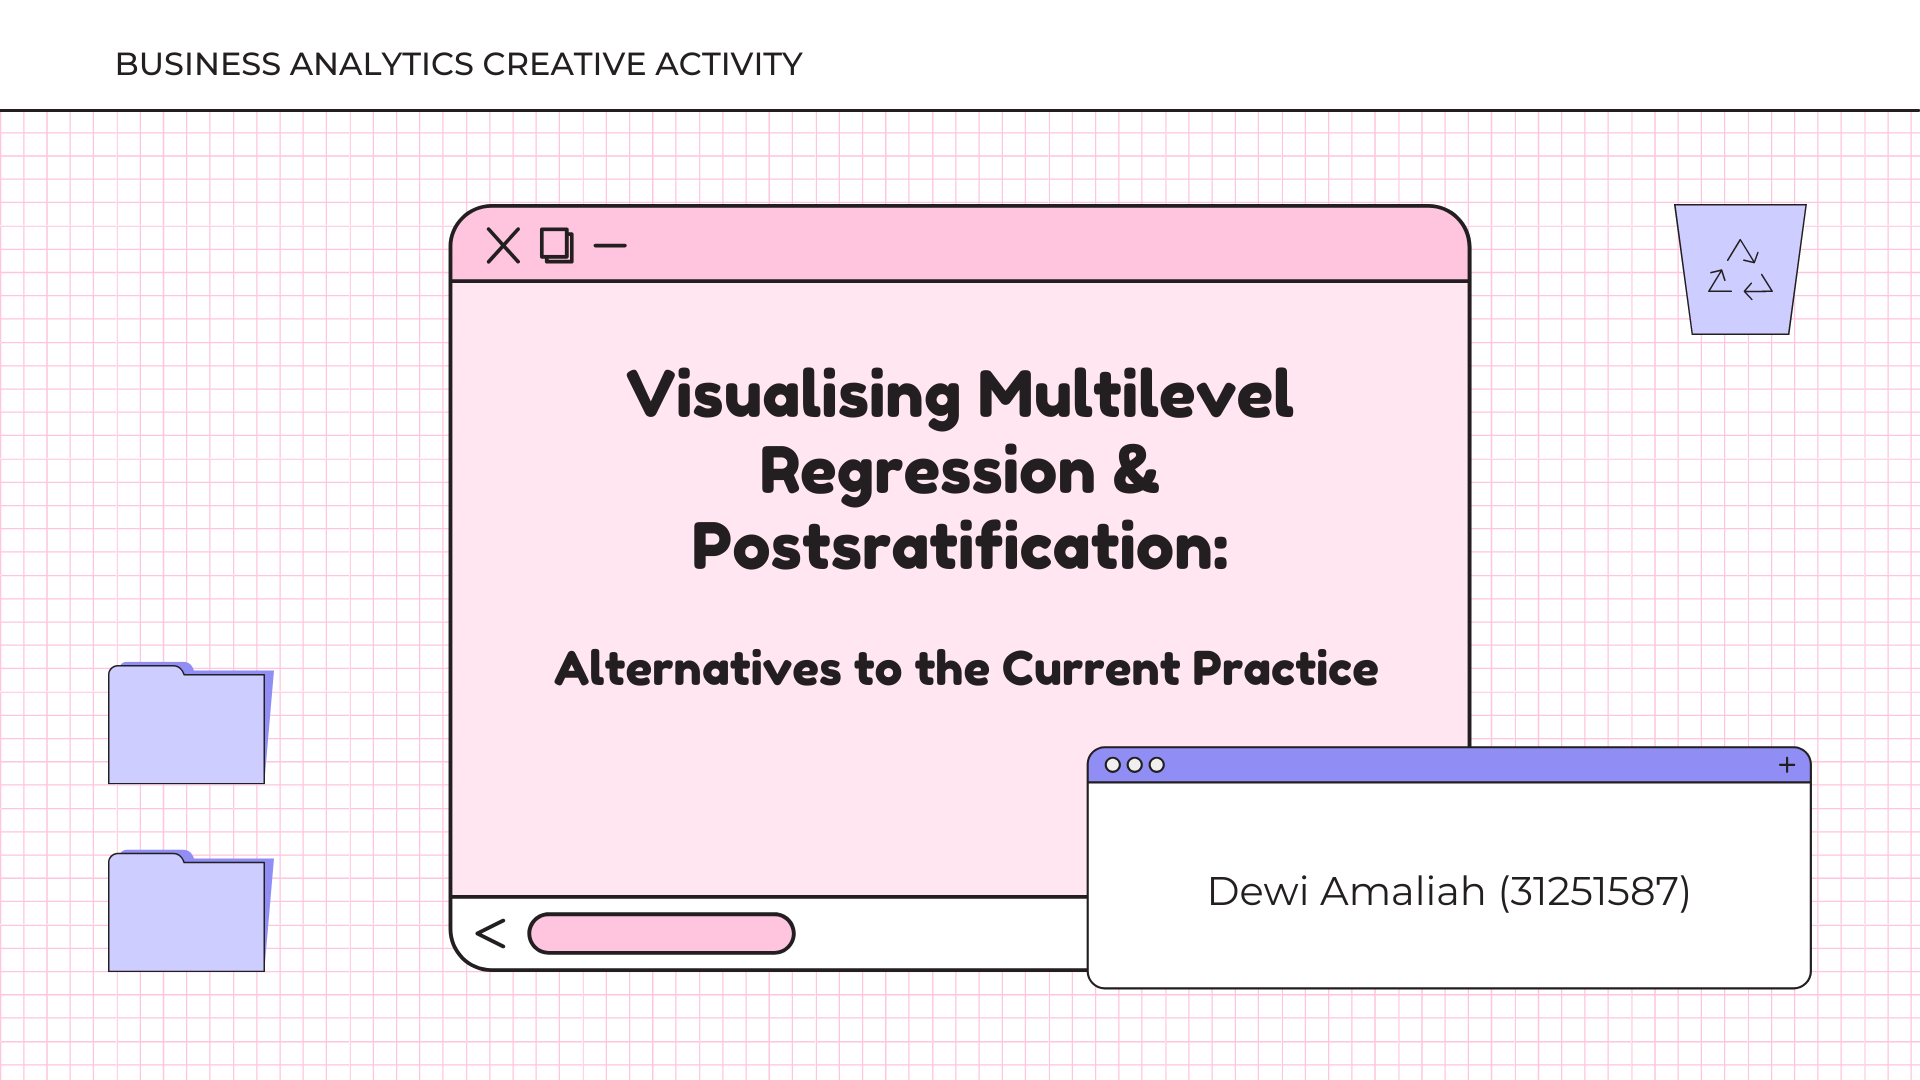 BUSINESS ANALYTICS CREATIVE ACTIVITY
Visualising Multilevel
Regression &
Postsratification:
Alternatives to the Current Practice
Dewi Amaliah (31251587)